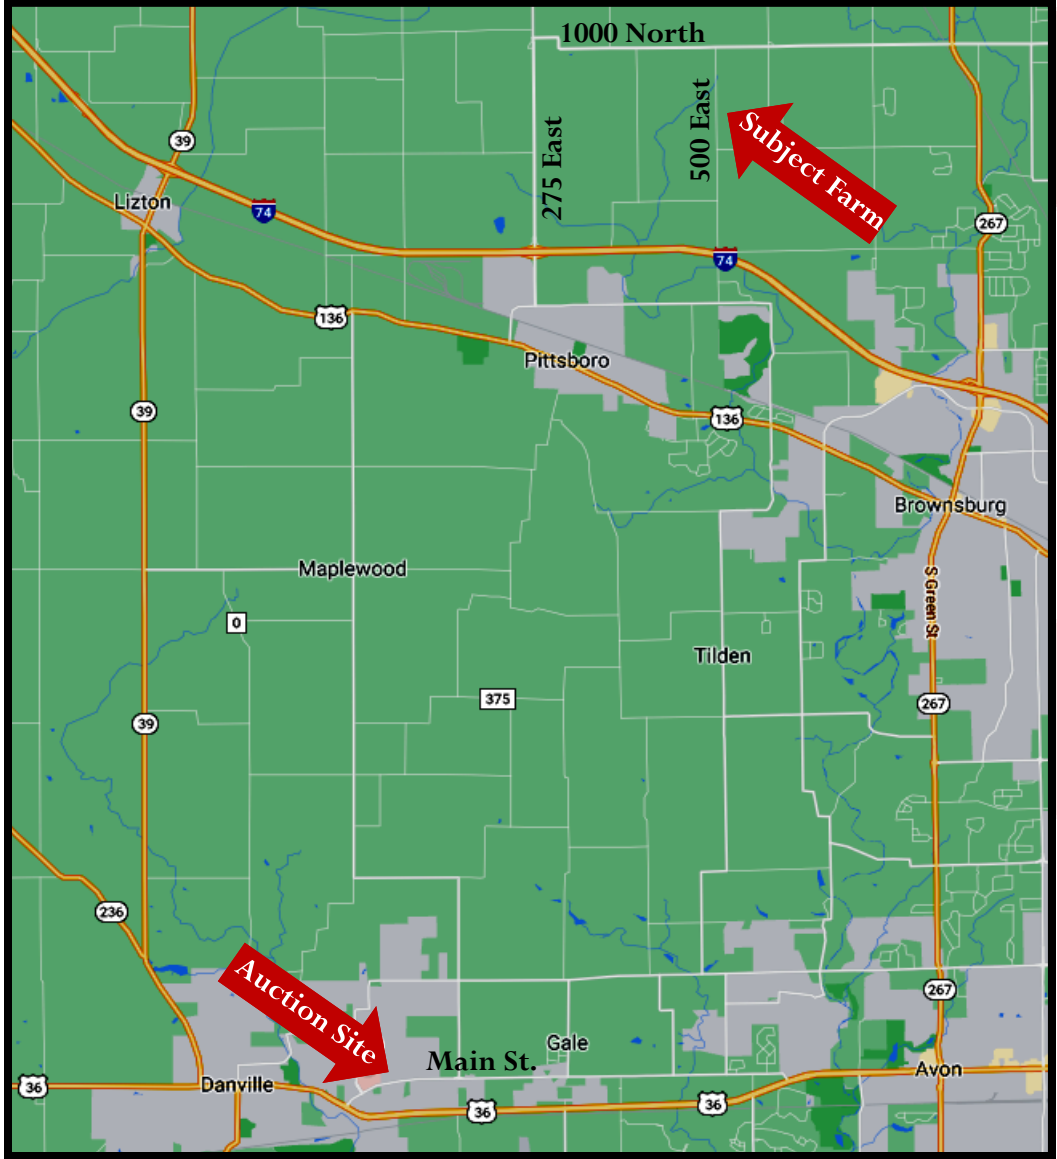 1000 North
39
275 East
500 East
Subject Farm
Lizton
74
267
74
136
Pittsboro
39
136
Brownsburg
Maplewood
S Green St
0
Tilden
375
267
39
236
Auction Site
267
Gale
Main St.
Avon
36
Danville
36
36